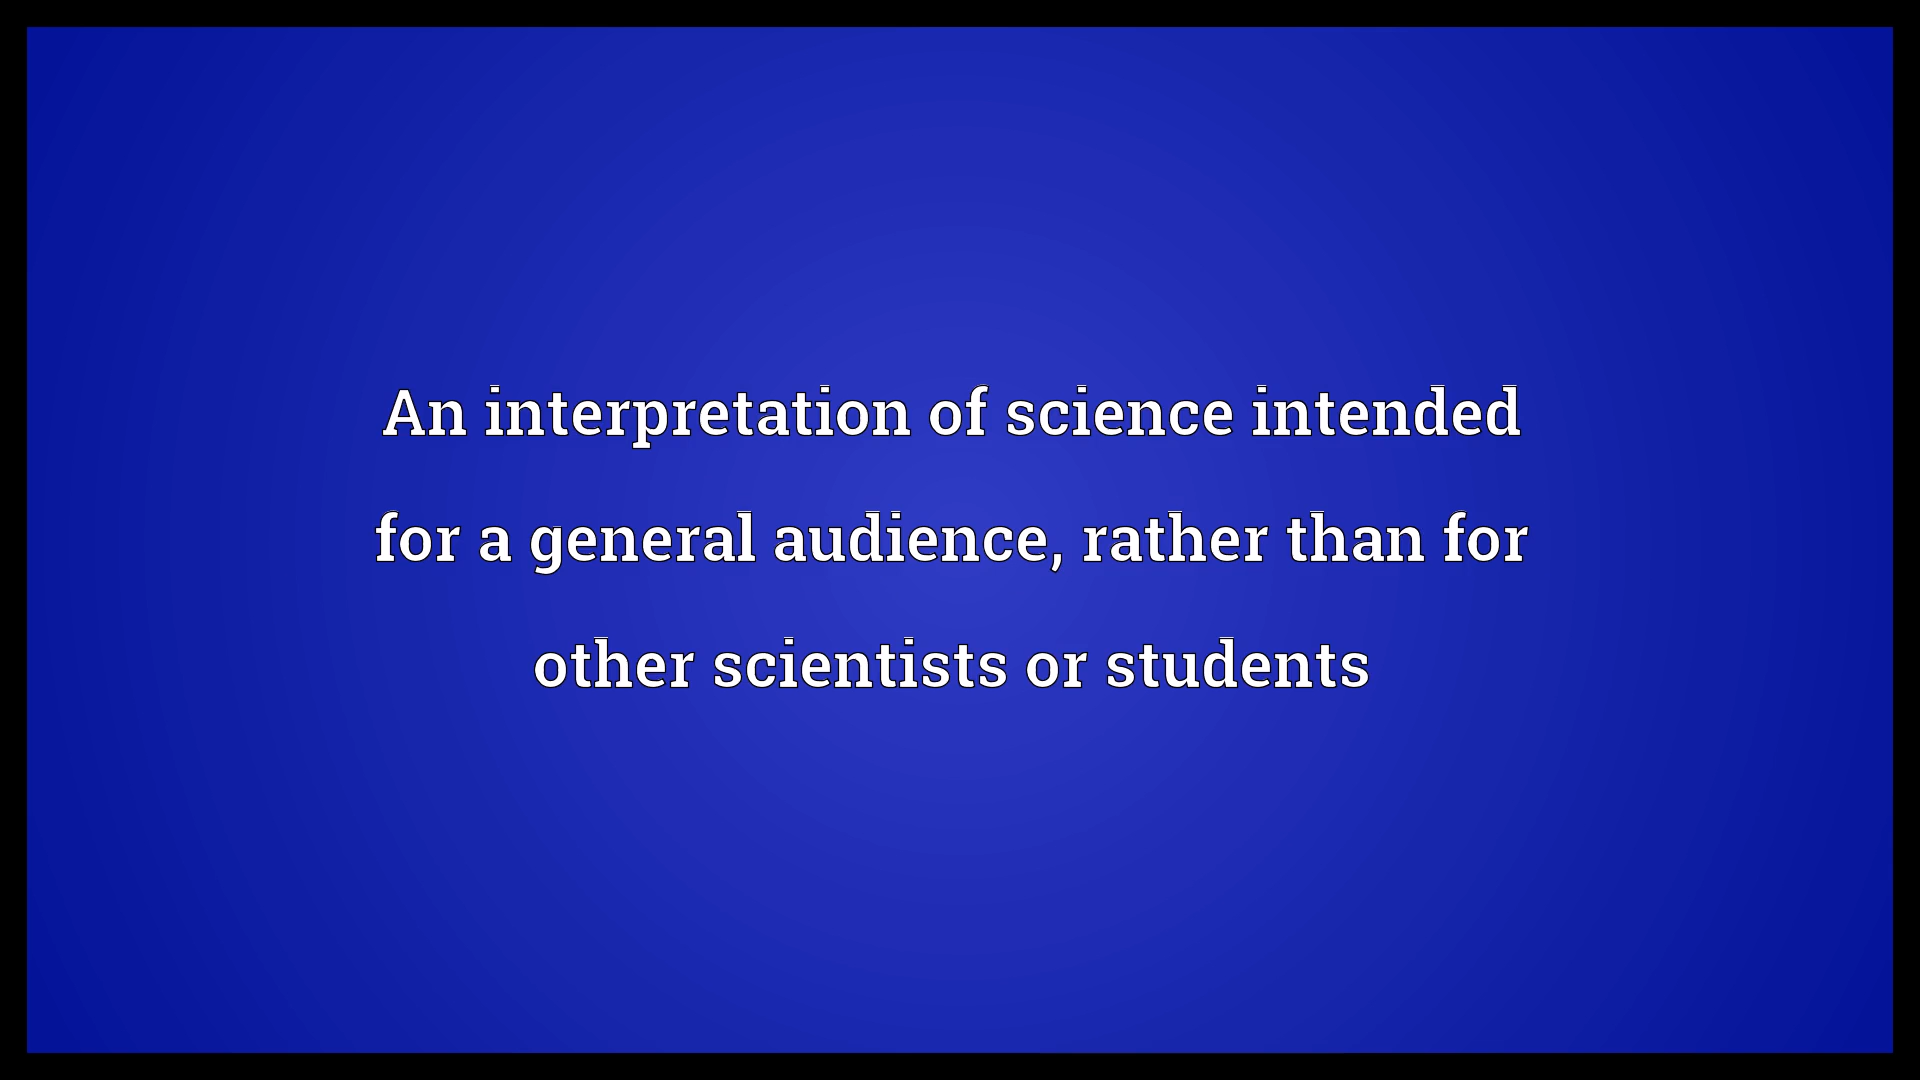 An interpretation of science intended
for a general audience, rather than for
other scientists or students